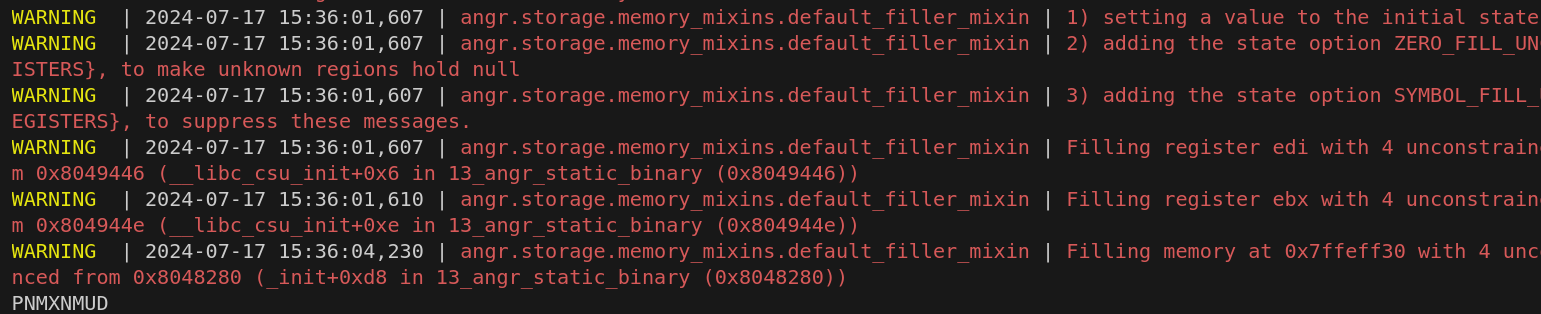 WARNING  | 2024-07-17 15:36:01,607 | angr.storage.memory_mixins.default_filler_mixin | 1) setting a value to the initial state
WARNING  | 2024-07-17 15:36:01,607 | angr.storage.memory_mixins.default_filler_mixin | 2) adding the state option ZERO_FILL_UN
ISTERS}, to make unknown regions hold null
WARNING  | 2024-07-17 15:36:01,607 | angr.storage.memory_mixins.default_filler_mixin | 3) adding the state option SYMBOL_FILL_
EGISTERS}, to suppress these messages.
WARNING  | 2024-07-17 15:36:01,607 | angr.storage.memory_mixins.default_filler_mixin | Filling register edi with 4 unconstrain
m 0x8049446 (__libc_csu_init+0x6 in 13_angr_static_binary (0x8049446))
WARNING  | 2024-07-17 15:36:01,610 | angr.storage.memory_mixins.default_filler_mixin | Filling register ebx with 4 unconstrain
m 0x804944e (__libc_csu_init+0xe in 13_angr_static_binary (0x804944e))
WARNING  | 2024-07-17 15:36:04,230 | angr.storage.memory_mixins.default_filler_mixin | Filling memory at 0x7ffeff30 with 4 unc
nced from 0x8048280 (_init+0xd8 in 13_angr_static_binary (0x8048280))
PNMXNMUD